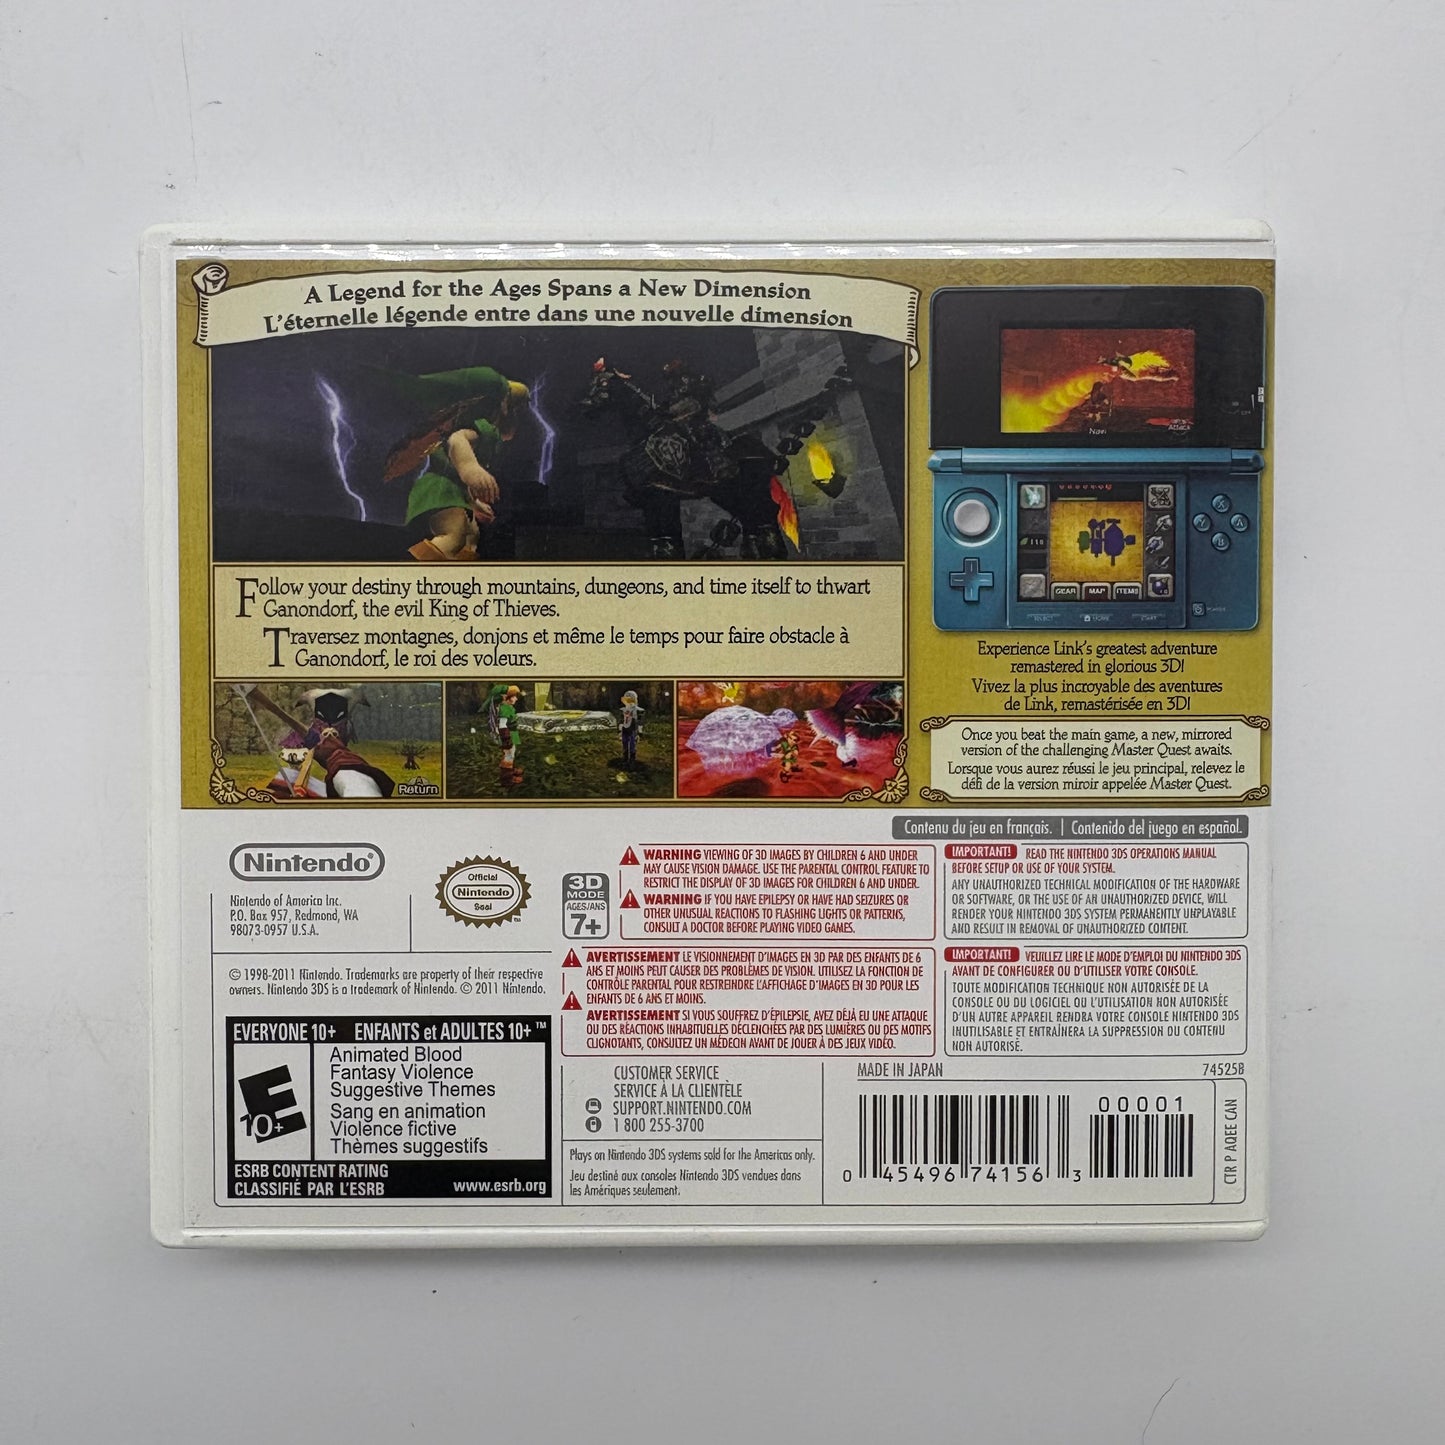 A Legend for the Ages Spans a New Dimension
L'éternelle légende entre dans une nouvelle dimension
Navi
Attack
118
GEAR MAP ITEMS
SELECT HOME START
POWER
X
Y A
B
Follow your destiny through mountains, dungeons, and time itself to thwart
Ganondorf, the evil King of Thieves.
Traversez montagnes, donjons et même le temps pour faire obstacle à
Ganondorf, le roi des voleurs.
A
Return
Experience Link's greatest adventure
remastered in glorious 3D!
Vivez la plus incroyable des aventures
de Link, remastérisée en 3D!
Once you beat the main game, a new, mirrored
version of the challenging Master Quest awaits.
Lorsque vous aurez réussi le jeu principal, relevez le
défi de la version miroir appelée Master Quest.
Contenu du jeu en français. | Contenido del juego en español.
Nintendo®
Nintendo of America Inc.
P.O. Box 957, Redmond, WA
98073-0957 U.S.A.
Official
Nintendo
Seal
™
© 1998-2011 Nintendo. Trademarks are property of their respective
owners. Nintendo 3DS is a trademark of Nintendo. © 2011 Nintendo.
3D
MODE
AGES/ANS
7+
WARNING VIEWING OF 3D IMAGES BY CHILDREN 6 AND UNDER
MAY CAUSE VISION DAMAGE. USE THE PARENTAL CONTROL FEATURE TO
RESTRICT THE DISPLAY OF 3D IMAGES FOR CHILDREN 6 AND UNDER.
WARNING IF YOU HAVE EPILEPSY OR HAVE HAD SEIZURES OR
OTHER UNUSUAL REACTIONS TO FLASHING LIGHTS OR PATTERNS,
CONSULT A DOCTOR BEFORE PLAYING VIDEO GAMES.
AVERTISSEMENT LE VISIONNEMENT D'IMAGES EN 3D PAR DES ENFANTS DE 6
ANS ET MOINS PEUT CAUSER DES PROBLÈMES DE VISION. UTILISEZ LA FONCTION DE
CONTRÔLE PARENTAL POUR RESTREINDRE L'AFFICHAGE D'IMAGES EN 3D POUR LES
ENFANTS DE 6 ANS ET MOINS.
AVERTISSEMENT SI VOUS SOUFFREZ D'ÉPILEPSIE, AVEZ DÉJÀ EU UNE ATTAQUE
OU DES RÉACTIONS INHABITUELLES DÉCLENCHÉES PAR DES LUMIÈRES OU DES MOTIFS
CLIGNOTANTS, CONSULTEZ UN MÉDECIN AVANT DE JOUER À DES JEUX VIDÉO.
IMPORTANT! READ THE NINTENDO 3DS OPERATIONS MANUAL
BEFORE SETUP OR USE OF YOUR SYSTEM.
ANY UNAUTHORIZED TECHNICAL MODIFICATION OF THE HARDWARE
OR SOFTWARE, OR THE USE OF AN UNAUTHORIZED DEVICE, WILL
RENDER YOUR NINTENDO 3DS SYSTEM PERMANENTLY UNPLAYABLE
AND RESULT IN REMOVAL OF UNAUTHORIZED CONTENT.
IMPORTANT! VEUILLEZ LIRE LE MODE D'EMPLOI DU NINTENDO 3DS
AVANT DE CONFIGURER OU D'UTILISER VOTRE CONSOLE.
TOUTE MODIFICATION TECHNIQUE NON AUTORISÉE DE LA
CONSOLE OU DU LOGICIEL OU L'UTILISATION NON AUTORISÉE
D'UN AUTRE APPAREIL RENDRA VOTRE CONSOLE NINTENDO 3DS
INUTILISABLE ET ENTRAÎNERA LA SUPPRESSION DU CONTENU
NON AUTORISÉ.
EVERYONE 10+ ENFANTS et ADULTES 10+ ™
E
10+
Animated Blood
Fantasy Violence
Suggestive Themes
Sang en animation
Violence fictive
Thèmes suggestifs
ESRB CONTENT RATING
CLASSIFIÉ PAR L'ESRB
www.esrb.org
CUSTOMER SERVICE
SERVICE À LA CLIENTÈLE
SUPPORT.NINTENDO.COM
1 800 255-3700
Plays on Nintendo 3DS systems sold for the Americas only.
Jeu destiné aux consoles Nintendo 3DS vendues dans
les Amériques seulement.
MADE IN JAPAN
74525B
00001
0 45496 74156 3
CTR P AQEE CAN